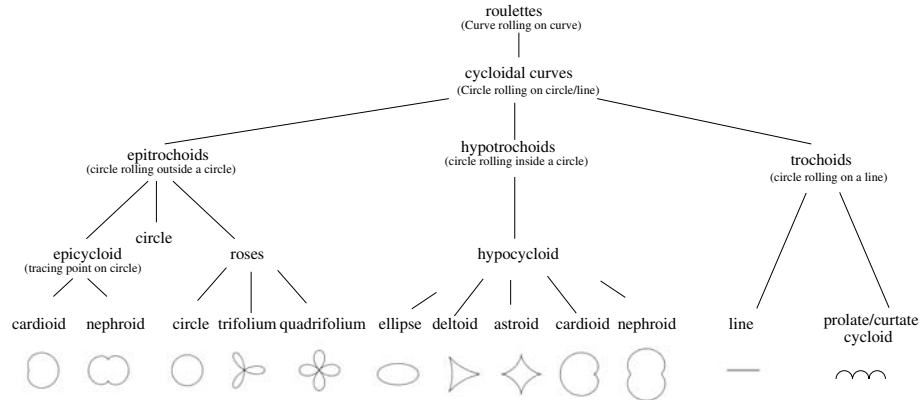 roulettes
(Curve rolling on curve)
cycloidal curves
(Circle rolling on circle/line)
epitrochoids
(circle rolling outside a circle)
hypotrochoids
(circle rolling inside a circle)
trochoids
(circle rolling on a line)
circle
epicycloid
(tracing point on circle)
roses
hypocycloid
cardioid nephroid circle trifolium quadrifolium ellipse deltoid astroid cardioid nephroid line prolate/curtate
cycloid